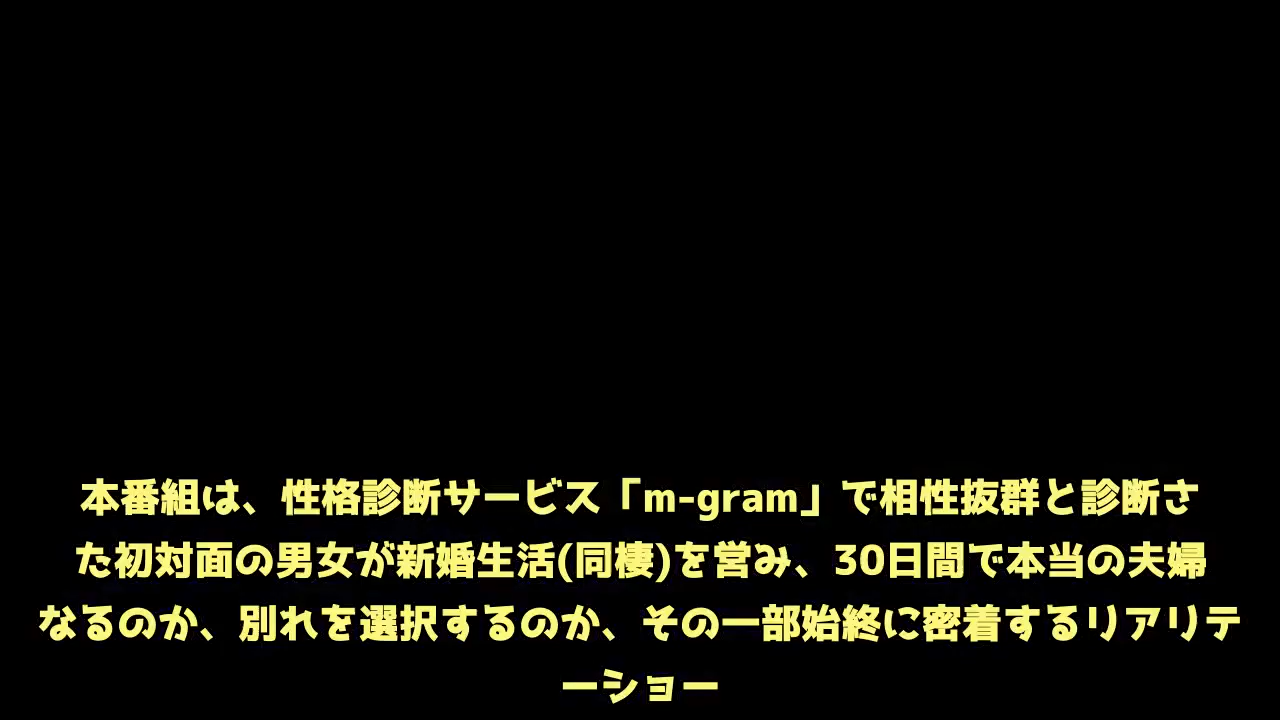 本番組は、性格診断サービス「m-gram」で相性抜群と診断さ
た初対面の男女が新婚生活(同棲)を営み、30日間で本当の夫婦
なるのか、別れを選択するのか、その一部始終に密着するリアリテ
ーショー